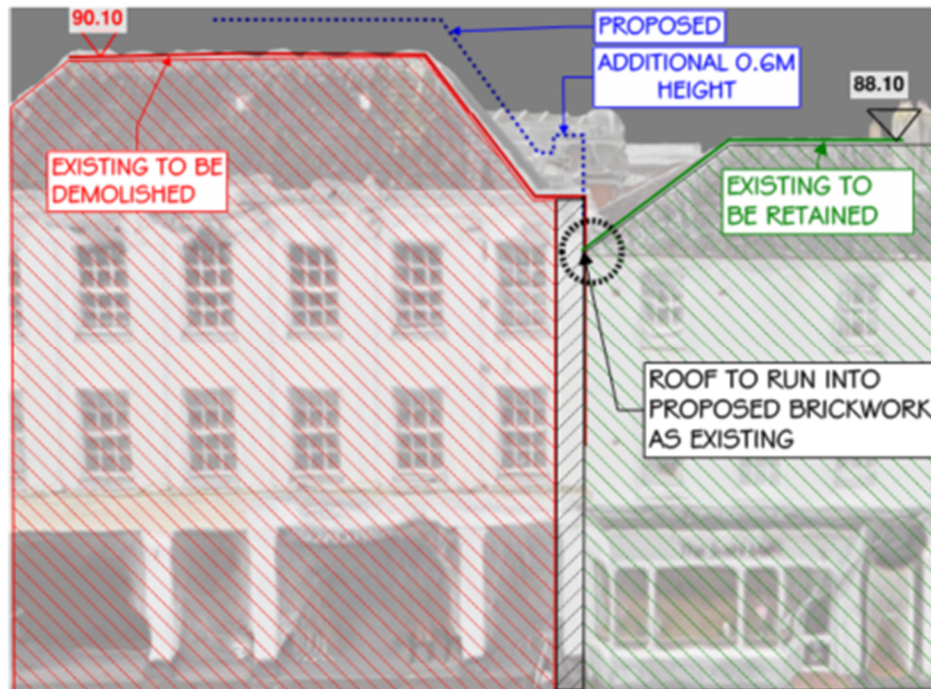 90.10
PROPOSED
ADDITIONAL 0.6M
HEIGHT
88.10
EXISTING TO BE
DEMOLISHED
EXISTING TO
BE RETAINED
ROOF TO RUN INTO
PROPOSED BRICKWORK
AS EXISTING